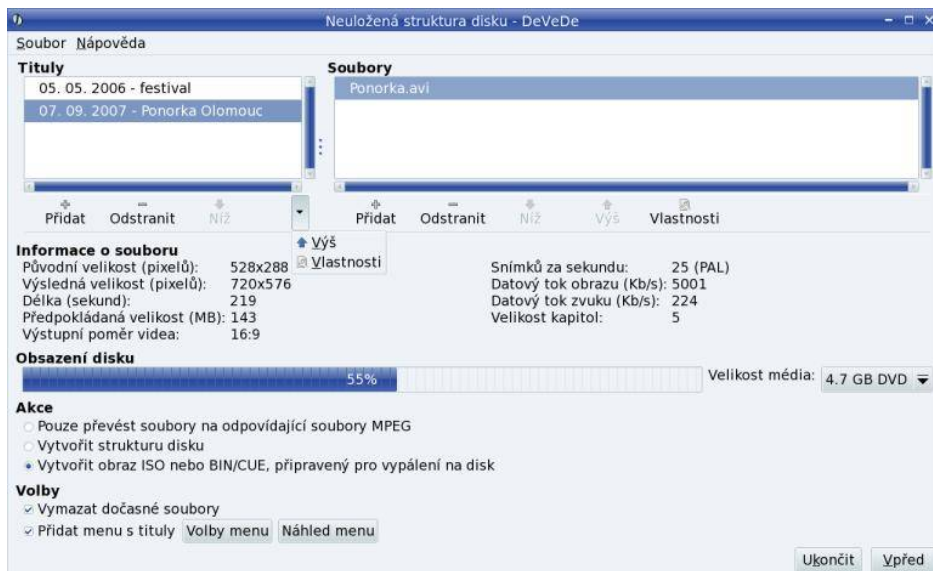 Neuložená struktura disku - DeVeDe
Soubor Nápověda
Tituly
05. 05. 2006 - festival
07. 09. 2007 - Ponorka Olomouc
Soubory
Ponorka.avi
Přidat Odstranit Níž
Přidat Odstranit Níž Výš Vlastnosti
Výš
Vlastnosti
Informace o souboru
Původní velikost (pixelů): 528x288
Výsledná velikost (pixelů): 720x576
Délka (sekund): 219
Předpokládaná velikost (MB): 143
Výstupní poměr videa: 16:9
Snímků za sekundu: 25 (PAL)
Datový tok obrazu (Kb/s): 5001
Datový tok zvuku (Kb/s): 224
Velikost kapitol: 5
Obsazení disku
55%
Velikost média: 4.7 GB DVD
Akce
Pouze převést soubory na odpovídající soubory MPEG
Vytvořit strukturu disku
Vytvořit obraz ISO nebo BIN/CUE, připravený pro vypálení na disk
Volby
Vymazat dočasné soubory
Přidat menu s tituly Volby menu Náhled menu
Ukončit Vpřed